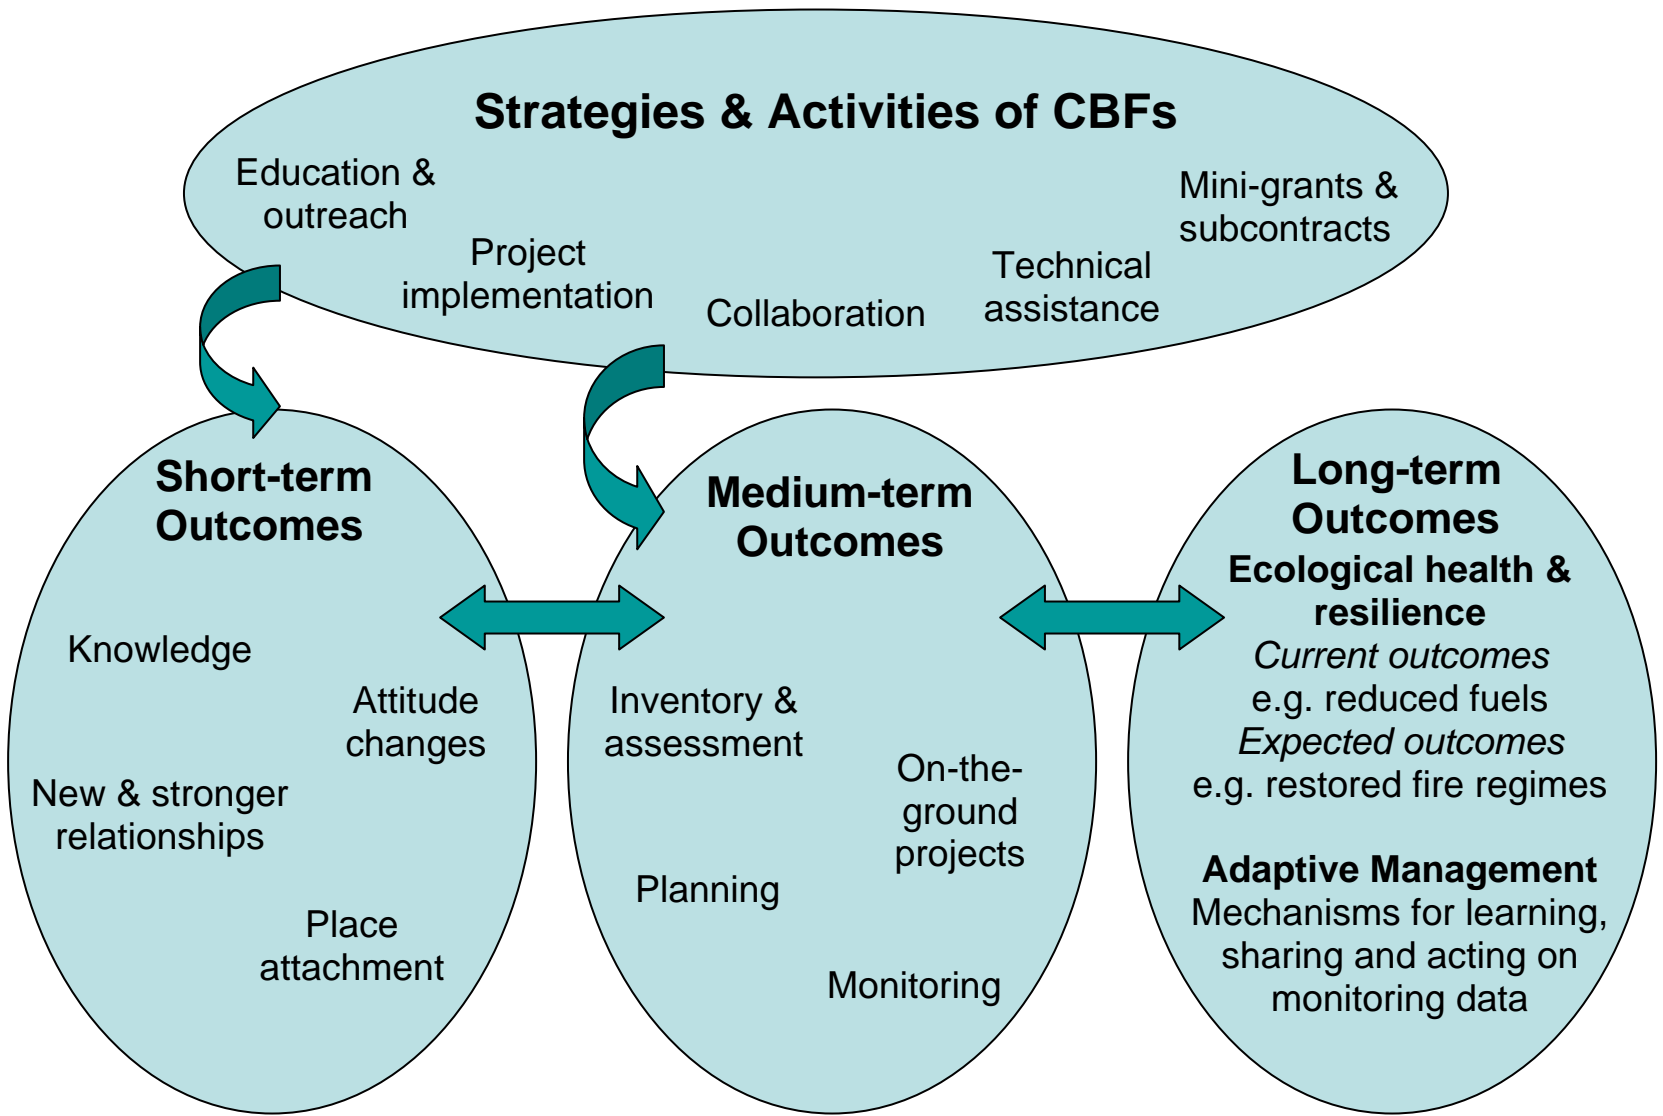 Strategies & Activities of CBFs
Education &
outreach
Project
implementation
Collaboration
Technical
assistance
Mini-grants &
subcontracts
Short-term
Outcomes
Knowledge
Attitude
changes
New & stronger
relationships
Place
attachment
Medium-term
Outcomes
Inventory &
assessment
On-the-
ground
projects
Planning
Monitoring
Long-term
Outcomes
Ecological health &
resilience
Current outcomes
e.g. reduced fuels
Expected outcomes
e.g. restored fire regimes
Adaptive Management
Mechanisms for learning,
sharing and acting on
monitoring data